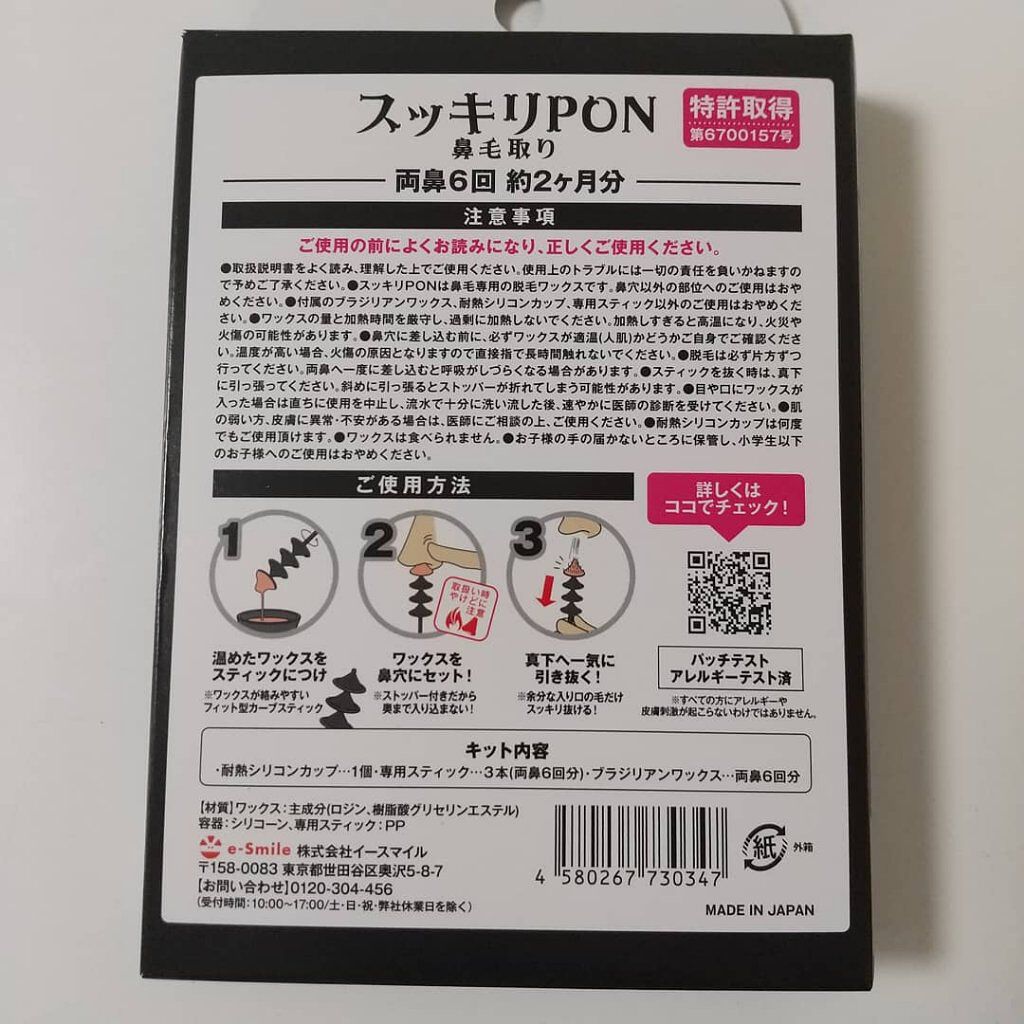 スッキリPON
鼻毛取り
特許取得
第6700157号
両鼻6回 約2ヶ月分
注意事項
ご使用の前によくお読みになり、正しくご使用ください。
●取扱説明書をよく読み、理解した上でご使用ください。使用上のトラブルには一切の責任を負いかねますの
で予めご了承ください。●スッキリPONは鼻毛専用の脱毛ワックスです。鼻穴以外の部位へのご使用はおや
めください。●付属のブラジリアンワックス、耐熱シリコンカップ、専用スティック以外のご使用はおやめくださ
い。●ワックスの量と加熱時間を厳守し、過剰に加熱しないでください。加熱しすぎると高温になり、火災や
火傷の可能性があります。●鼻穴に差し込む前に、必ずワックスが適温(人肌)かどうかご自身でご確認くださ
い。温度が高い場合、火傷の原因となりますので直接指で長時間触れないでください。●脱毛は必ず片方ずつ
行ってください。両鼻へ一度に差し込むと呼吸がしづらくなる場合があります。●スティックを抜く時は、真下
に引っ張ってください。斜めに引っ張るとストッパーが折れてしまう可能性があります。●目や口にワックスが
入った場合は直ちに使用を中止し、流水で十分に洗い流した後、速やかに医師の診断を受けてください。●肌
の弱い方、皮膚に異常・不安がある場合は、医師にご相談の上、ご使用ください。●耐熱シリコンカップは何度
でもご使用頂けます。●ワックスは食べられません。●お子様の手の届かないところに保管し、小学生以下
のお子様へのご使用はおやめください。
ご使用方法
1
温めたワックスを
スティックにつけ
※ワックスが絡みやすい
フィット型カーブスティック
2
取扱い時
やけどに
注意
ワックスを
鼻穴にセット!
※ストッパー付きだから
奥まで入り込まない!
3
真下へ一気に
引き抜く!
※余分な入り口の毛だけ
スッキリ抜ける!
詳しくは
ココでチェック!
パッチテスト
アレルギーテスト済
※すべての方にアレルギーや
皮膚刺激が起こらないわけではありません。
キット内容
・耐熱シリコンカップ…1個・専用スティック…3本(両鼻6回分)・ブラジリアンワックス…両鼻6回分
【材質】ワックス:主成分(ロジン、樹脂酸グリセリンエステル)
容器:シリコーン、専用スティック:PP
e-Smile 株式会社イースマイル
〒158-0083 東京都世田谷区奥沢5-8-7
【お問い合わせ】0120-304-456
(受付時間:10:00〜17:00/土・日・祝・弊社休業日を除く)
4 580267 730347
紙 外箱
MADE IN JAPAN